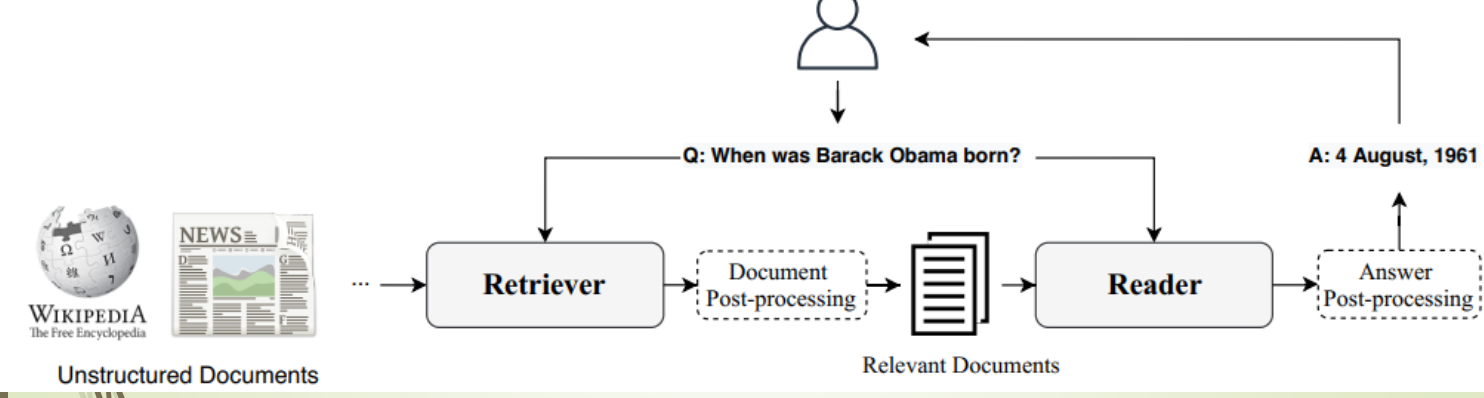 Q: When was Barack Obama born?
A: 4 August, 1961
WIKIPEDIA
The Free Encyclopedia
NEWS
D
G
F
...
Retriever
Document
Post-processing
Reader
Answer
Post-processing
Relevant Documents
Unstructured Documents